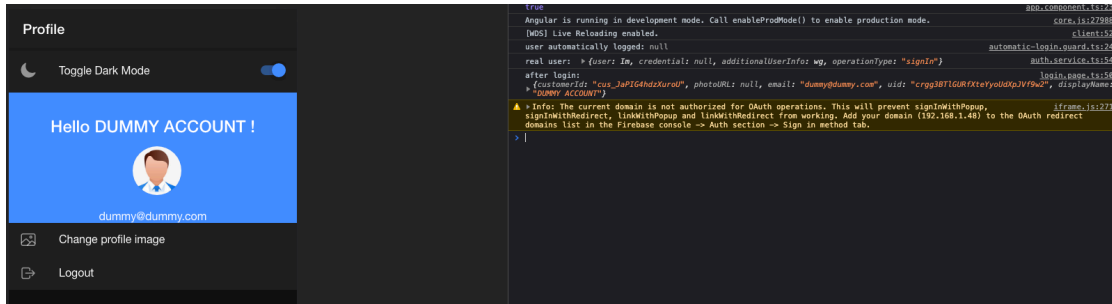 Profile
Toggle Dark Mode
Hello DUMMY ACCOUNT !
dummy@dummy.com
Change profile image
Logout
true app.component.ts:2
Angular is running in development mode. Call enableProdMode() to enable production mode. core.js:27988
[WDS] Live Reloading enabled. client:52
user automatically logged: null automatic-login.guard.ts:24
real user: ▶{user: Im, credential: null, additionalUserInfo: wg, operationType: "signIn"} auth.service.ts:54
after login: login.page.ts:50
▶{customerId: "cus_JaPIG4hdzXuroU", photoURL: null, email: "dummy@dummy.com", uid: "crgg3BTlGURfXteYyoUdXpJVf9w2", displayName:
"DUMMY ACCOUNT"}
▶Info: The current domain is not authorized for OAuth operations. This will prevent signInWithPopup, iframe.js:271
signInWithRedirect, linkWithPopup and linkWithRedirect from working. Add your domain (192.168.1.48) to the OAuth redirect
domains list in the Firebase console -> Auth section -> Sign in method tab.
>